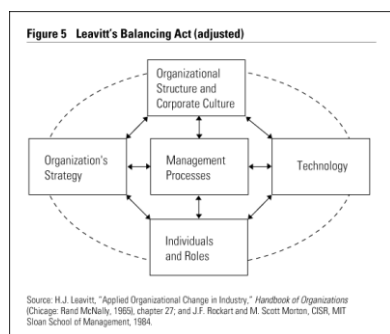 Figure 5 Leavitt's Balancing Act (adjusted)
Organizational
Structure and Corporate
Culture
Organization's
Strategy
Management
Processes
Technology
Individuals
and Roles
Source: H.J. Leavitt, "Applied Organizational Change in Industry," Handbook of Organizations
(Chicago: Rand McNally, 1965), chapter 27; and J.F. Rockart and M. Scott Morton, CISR, MIT
Sloan School of Management, 1984.